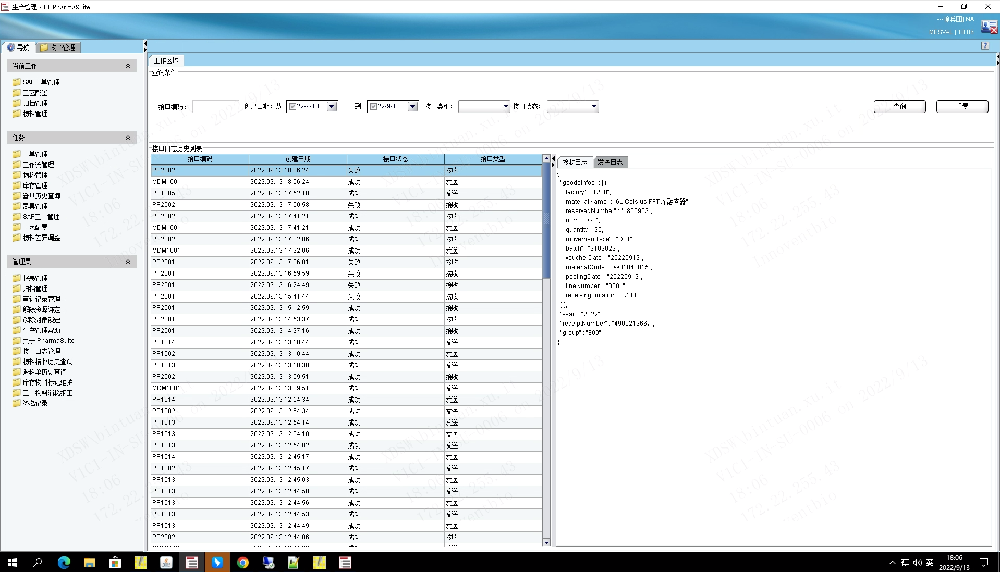 生产管理 - FT PharmaSuite
---徐兵团| NA
MESVAL | 18:06
导航
物料管理
当前工作
SAP工单管理
工艺配置
归档管理
物料管理
任务
工单管理
工作流管理
物料管理
库存管理
器具历史查询
器具管理
SAP工单管理
工艺配置
物料差异调整
管理员
报表管理
归档管理
审计记录管理
解除资源绑定
解除对象锁定
生产管理帮助
关于 PharmaSuite
接口日志管理
物料接收历史查询
退料单历史查询
库存物料标记维护
工单物料消耗报工
签名记录
工作区域
查询条件
接口编码: 创建日期: 从 22-9-13 到 22-9-13 接口类型: 接口状态: 查询 重置
接口日志历史列表
接口编码 创建日期 接口状态 接口类型
PP2002 2022.09.13 18:06:24 失败 接收
MDM1001 2022.09.13 18:06:24 成功 发送
PP1005 2022.09.13 17:52:10 成功 发送
PP2002 2022.09.13 17:50:58 失败 接收
PP2002 2022.09.13 17:41:21 成功 接收
MDM1001 2022.09.13 17:41:21 成功 发送
PP2002 2022.09.13 17:32:06 成功 接收
MDM1001 2022.09.13 17:32:06 成功 发送
PP2001 2022.09.13 17:06:01 失败 接收
PP2001 2022.09.13 16:59:59 失败 接收
PP2001 2022.09.13 16:24:49 失败 接收
PP2001 2022.09.13 15:41:44 失败 接收
PP2001 2022.09.13 15:12:59 成功 接收
PP2001 2022.09.13 14:53:37 成功 接收
PP2001 2022.09.13 14:37:16 成功 接收
PP1014 2022.09.13 13:10:44 成功 发送
PP1002 2022.09.13 13:10:44 成功 发送
PP1013 2022.09.13 13:10:30 成功 发送
PP2002 2022.09.13 13:09:51 成功 接收
MDM1001 2022.09.13 13:09:51 成功 发送
PP1014 2022.09.13 12:54:34 成功 发送
PP1002 2022.09.13 12:54:34 成功 发送
PP1013 2022.09.13 12:54:14 成功 发送
PP1013 2022.09.13 12:54:10 成功 发送
PP1013 2022.09.13 12:54:02 成功 发送
PP1014 2022.09.13 12:45:17 成功 发送
PP1002 2022.09.13 12:45:17 成功 发送
PP1013 2022.09.13 12:45:03 成功 发送
PP1013 2022.09.13 12:44:58 成功 发送
PP1013 2022.09.13 12:44:56 成功 发送
PP1013 2022.09.13 12:44:53 成功 发送
PP1013 2022.09.13 12:44:49 成功 发送
PP2002 2022.09.13 12:44:06 成功 接收
接收日志 发送日志
{
"goodsInfos" : [ {
"factory" : "1200",
"materialName" : "6L Celsius FFT 冻融容器",
"reservedNumber" : "1800953",
"uom" : "GE",
"quantity" : 20,
"movementType" : "D01",
"batch" : "2102022",
"voucherDate" : "20220913",
"materialCode" : "W01040015",
"postingDate" : "20220913",
"lineNumber" : "0001",
"receivingLocation" : "ZB00"
} ],
"year" : "2022",
"receiptNumber" : "4900212667",
"group" : "800"
}
XDSW\bintuan.xu.it
V1C1-IN-SU-0006 on 2022/9/13
18:06
172.22.255.43
Innoventbio
英
18:06
2022/9/13